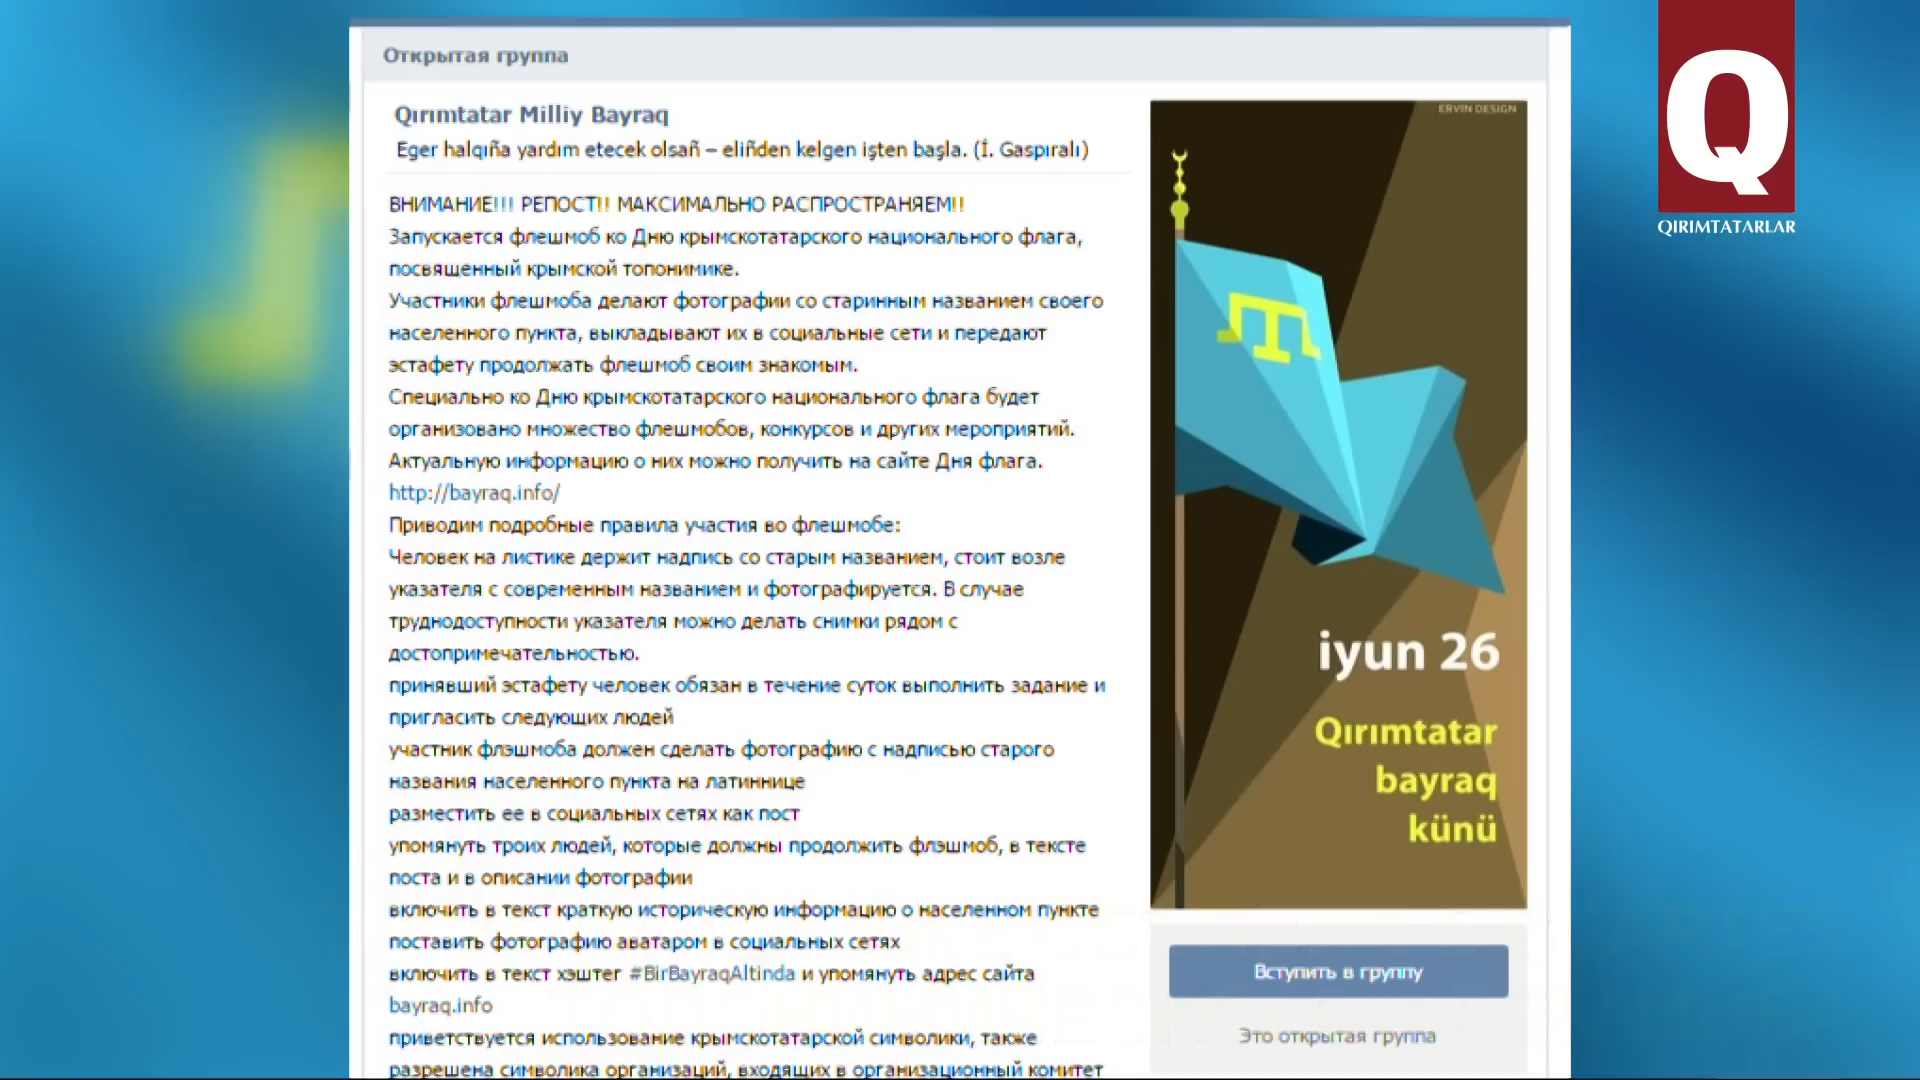 Открытая группа
Qırımtatar Milliy Bayraq
Eger halqıña yardım etecek olsañ – eliñden kelgen işten başla. (İ. Gaspıralı)
ВНИМАНИЕ!!! РЕПОСТ!! МАКСИМАЛЬНО РАСПРОСТРАНЯЕМ!!
Запускается флешмоб ко Дню крымскотатарского национального флага,
посвященный крымской топонимике.
Участники флешмоба делают фотографии со старинным названием своего
населенного пункта, выкладывают их в социальные сети и передают
эстафету продолжать флешмоб своим знакомым.
Специально ко Дню крымскотатарского национального флага будет
организовано множество флешмобов, конкурсов и других мероприятий.
Актуальную информацию о них можно получить на сайте Дня флага.
http://bayraq.info/
Приводим подробные правила участия во флешмобе:
Человек на листике держит надпись со старым названием, стоит возле
указателя с современным названием и фотографируется. В случае
труднодоступности указателя можно делать снимки рядом с
достопримечательностью.
принявший эстафету человек обязан в течение суток выполнить задание и
пригласить следующих людей
участник флэшмоба должен сделать фотографию с надписью старого
названия населенного пункта на латиннице
разместить ее в социальных сетях как пост
упомянуть троих людей, которые должны продолжить флэшмоб, в тексте
поста и в описании фотографии
включить в текст краткую историческую информацию о населенном пункте
поставить фотографию аватаром в социальных сетях
включить в текст хэштег #BirBayraqAltinda и упомянуть адрес сайта
bayraq.info
приветствуется использование крымскотатарской символики, также
разрешена символика организаций, входящих в организационный комитет
ERVIN DESIGN
iyun 26
Qırımtatar
bayraq
künü
Вступить в группу
Это открытая группа
Q
QIRIMTATARLAR